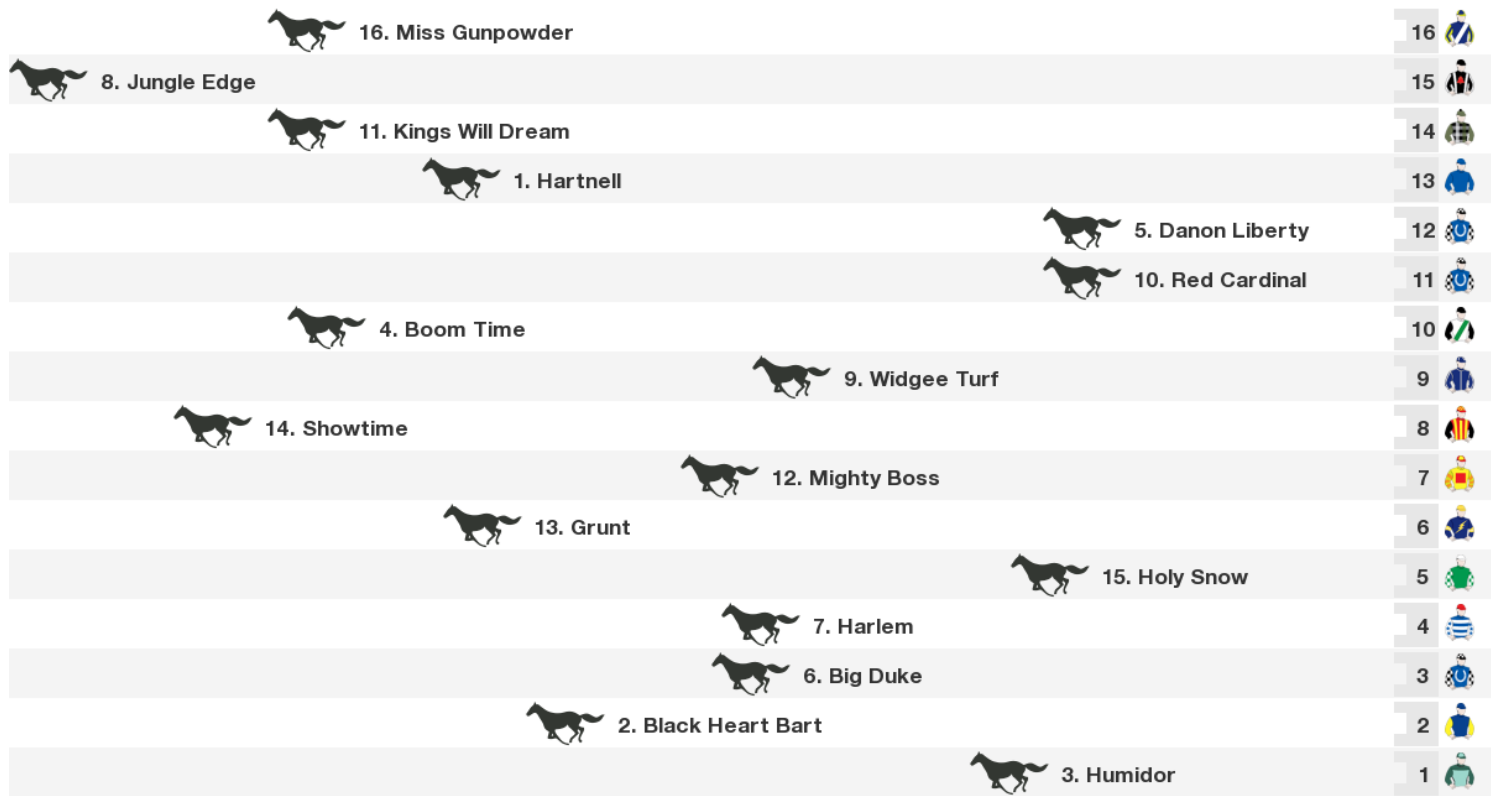 16. Miss Gunpowder 16
8. Jungle Edge 15
11. Kings Will Dream 14
1. Hartnell 13
5. Danon Liberty 12
10. Red Cardinal 11
4. Boom Time 10
9. Widgee Turf 9
14. Showtime 8
12. Mighty Boss 7
13. Grunt 6
15. Holy Snow 5
7. Harlem 4
6. Big Duke 3
2. Black Heart Bart 2
3. Humidor 1